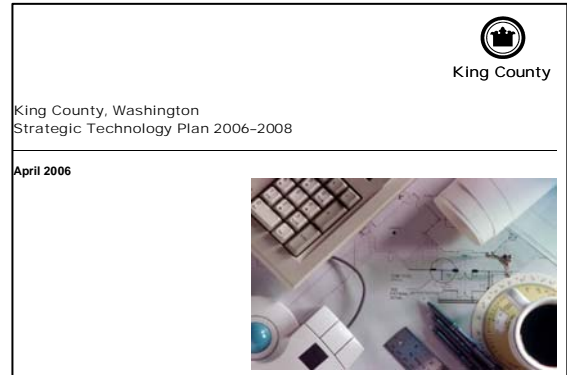 King County
King County, Washington
Strategic Technology Plan 2006–2008
April 2006